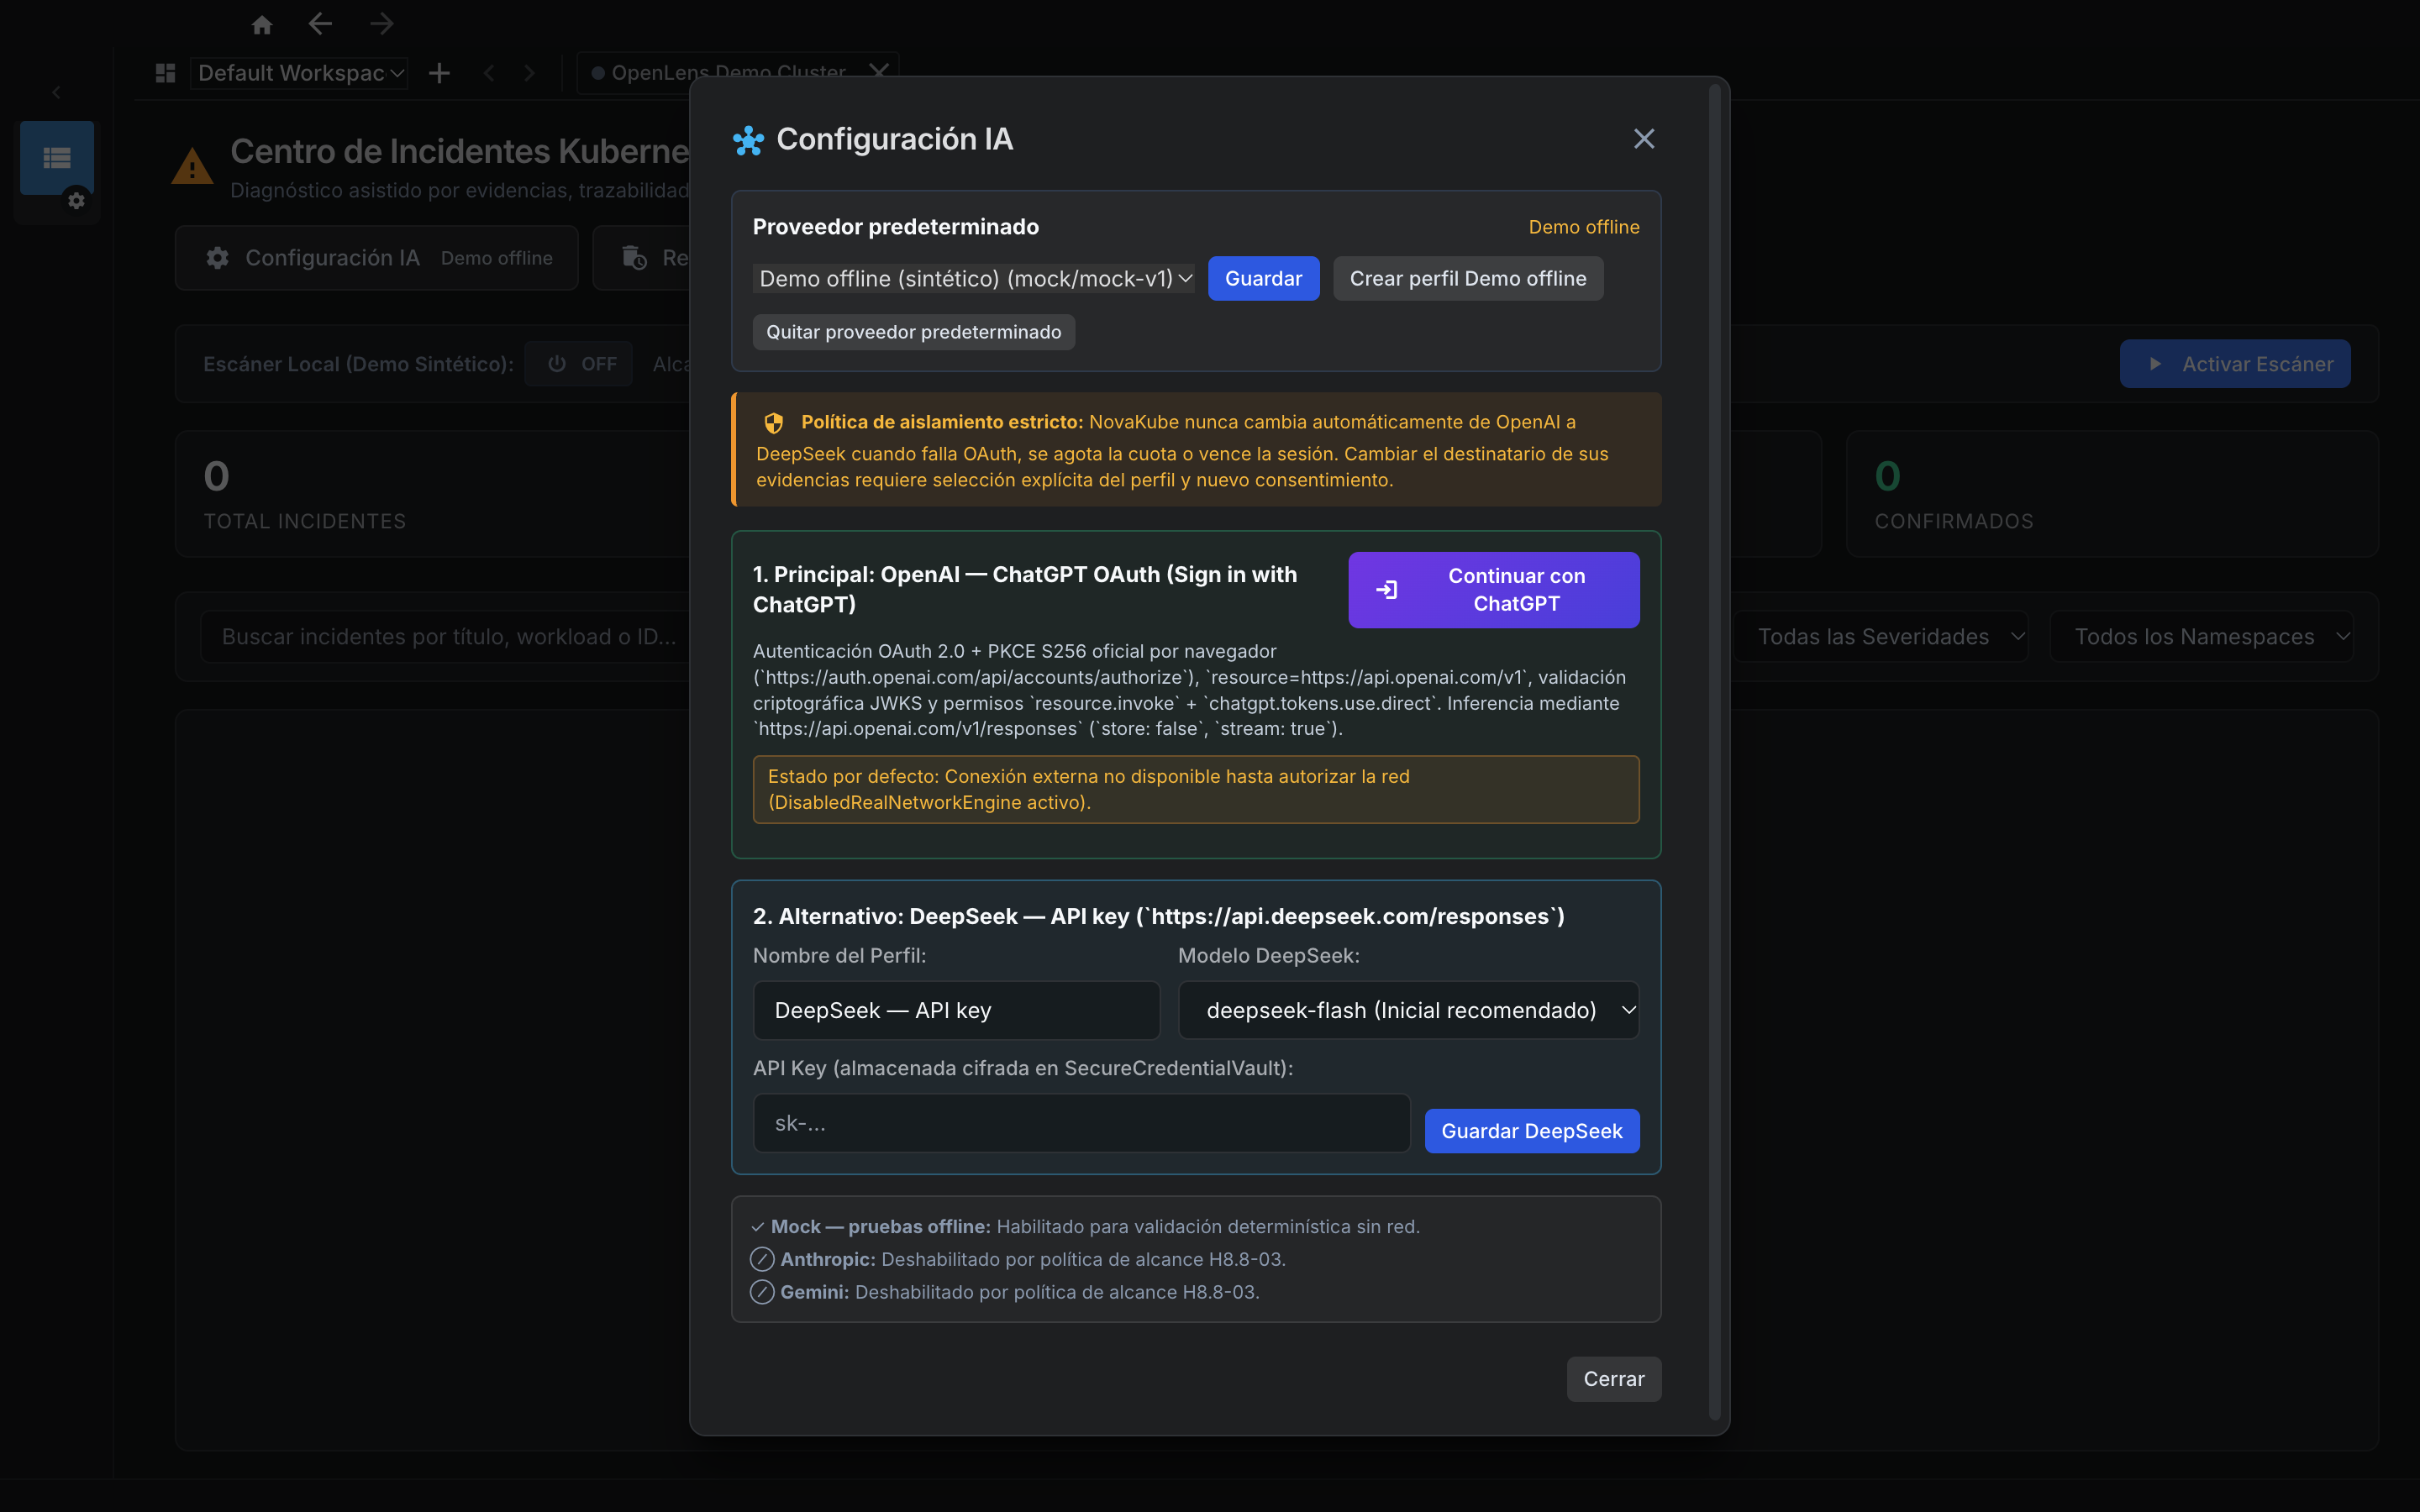 Default Workspac
OpenLens Demo Cluster
Centro de Incidentes Kuberne
Diagnóstico asistido por evidencias, trazabilidad
Configuración IA Demo offline
Re
Escáner Local (Demo Sintético): OFF Alca
Activar Escáner
0
TOTAL INCIDENTES
0
CONFIRMADOS
Buscar incidentes por título, workload o ID...
Todas las Severidades
Todos los Namespaces
Configuración IA
Proveedor predeterminado
Demo offline
Demo offline (sintético) (mock/mock-v1)
Guardar
Crear perfil Demo offline
Quitar proveedor predeterminado
Política de aislamiento estricto: NovaKube nunca cambia automáticamente de OpenAI a
DeepSeek cuando falla OAuth, se agota la cuota o vence la sesión. Cambiar el destinatario de sus
evidencias requiere selección explícita del perfil y nuevo consentimiento.
1. Principal: OpenAI — ChatGPT OAuth (Sign in with
ChatGPT)
Continuar con
ChatGPT
Autenticación OAuth 2.0 + PKCE S256 oficial por navegador
(`https://auth.openai.com/api/accounts/authorize`), `resource=https://api.openai.com/v1`, validación
criptográfica JWKS y permisos `resource.invoke` + `chatgpt.tokens.use.direct`. Inferencia mediante
`https://api.openai.com/v1/responses` (`store: false`, `stream: true`).
Estado por defecto: Conexión externa no disponible hasta autorizar la red
(DisabledRealNetworkEngine activo).
2. Alternativo: DeepSeek — API key (`https://api.deepseek.com/responses`)
Nombre del Perfil:
Modelo DeepSeek:
DeepSeek — API key
deepseek-flash (Inicial recomendado)
API Key (almacenada cifrada en SecureCredentialVault):
sk-...
Guardar DeepSeek
Mock — pruebas offline: Habilitado para validación determinística sin red.
Anthropic: Deshabilitado por política de alcance H8.8-03.
Gemini: Deshabilitado por política de alcance H8.8-03.
Cerrar